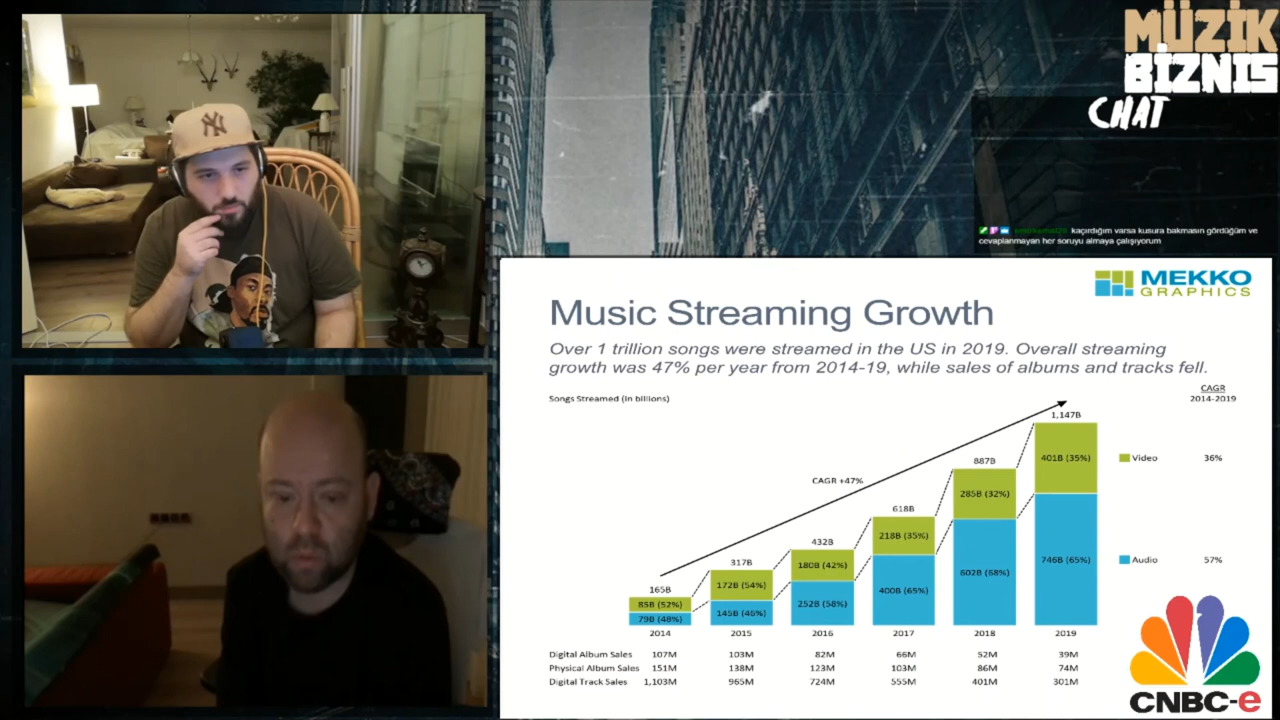 MÜZİK
BİZNIS
CHAT
kaçırdığım varsa kusura bakmasın gördüğüm ve
cevaplanmayan her soruyu almaya çalışıyorum
NY
MEKKO
GRAPHICS
Music Streaming Growth
Over 1 trillion songs were streamed in the US in 2019. Overall streaming
growth was 47% per year from 2014-19, while sales of albums and tracks fell.
Songs Streamed (in billions)
CAGR
2014-2019
CAGR +47%
165B 317B 432B 618B 887B 1,147B
85B (52%) 172B (54%) 180B (42%) 218B (35%) 285B (32%) 401B (35%)
Video 36%
79B (48%) 145B (46%) 252B (58%) 400B (65%) 602B (68%) 746B (65%)
Audio 57%
2014 2015 2016 2017 2018 2019
Digital Album Sales 107M 103M 82M 66M 52M 39M
Physical Album Sales 151M 138M 123M 103M 86M 74M
Digital Track Sales 1,103M 965M 724M 555M 401M 301M
CNBC-e